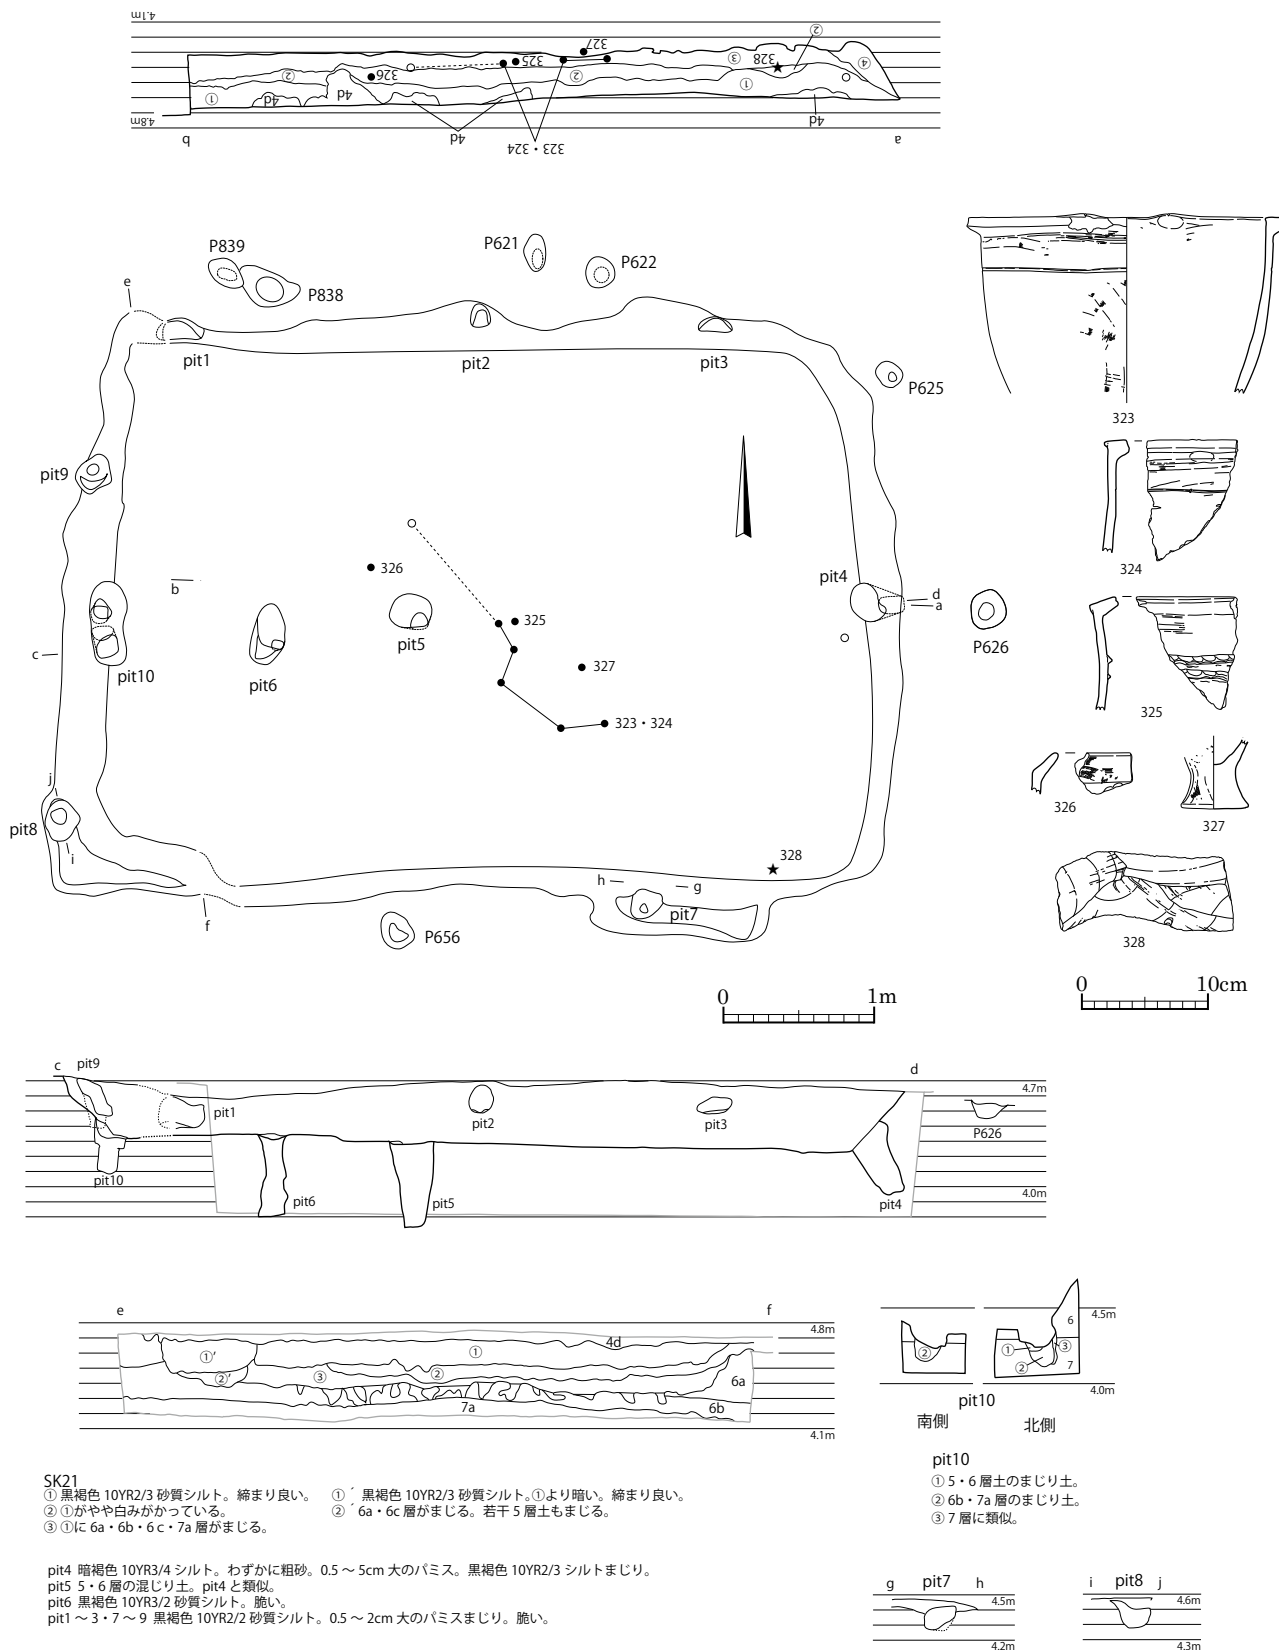 4.1m
②
327
③
328
④
325
②
326
②
①
①
4d
4d
4d
4d
4.8m
b
323・324
a
P839
P621
P622
e
P838
pit1
pit2
pit3
P625
323
pit9
324
326
b
pit4
d
a
325
pit5
P626
c
pit10
pit6
327
325
323・324
j
326
327
pit8
i
328
h
g
pit7
f
P656
328
0 1m
0 10cm
c
pit9
d
4.7m
pit1
pit2
pit3
P626
pit10
pit6
pit5
pit4
4.0m
e
f
4.8m
4d
①´
①
②´
③
②
6a
7a
6b
4.1m
4.5m
6
①
③
②
②
7
4.0m
pit10
南側
北側
SK21
① 黒褐色 10YR2/3 砂質シルト。締まり良い。
② ①がやや白みがかっている。
③ ①に 6a・6b・6c・7a 層がまじる。
①´ 黒褐色 10YR2/3 砂質シルト。①より暗い。締まり良い。
②´ 6a・6c 層がまじる。若干 5 層土もまじる。
pit10
① 5・6 層土のまじり土。
② 6b・7a 層のまじり土。
③ 7 層に類似。
pit4 暗褐色 10YR3/4 シルト。わずかに粗砂。0.5 ～ 5cm 大のパミス。黒褐色 10YR2/3 シルトまじり。
pit5 5・6 層の混じり土。pit4 と類似。
pit6 黒褐色 10YR3/2 砂質シルト。脆い。
pit1 ～ 3・7 ～ 9 黒褐色 10YR2/2 砂質シルト。0.5 ～ 2cm 大のパミスまじり。脆い。
g pit7 h
4.5m
4.2m
i pit8 j
4.6m
4.3m